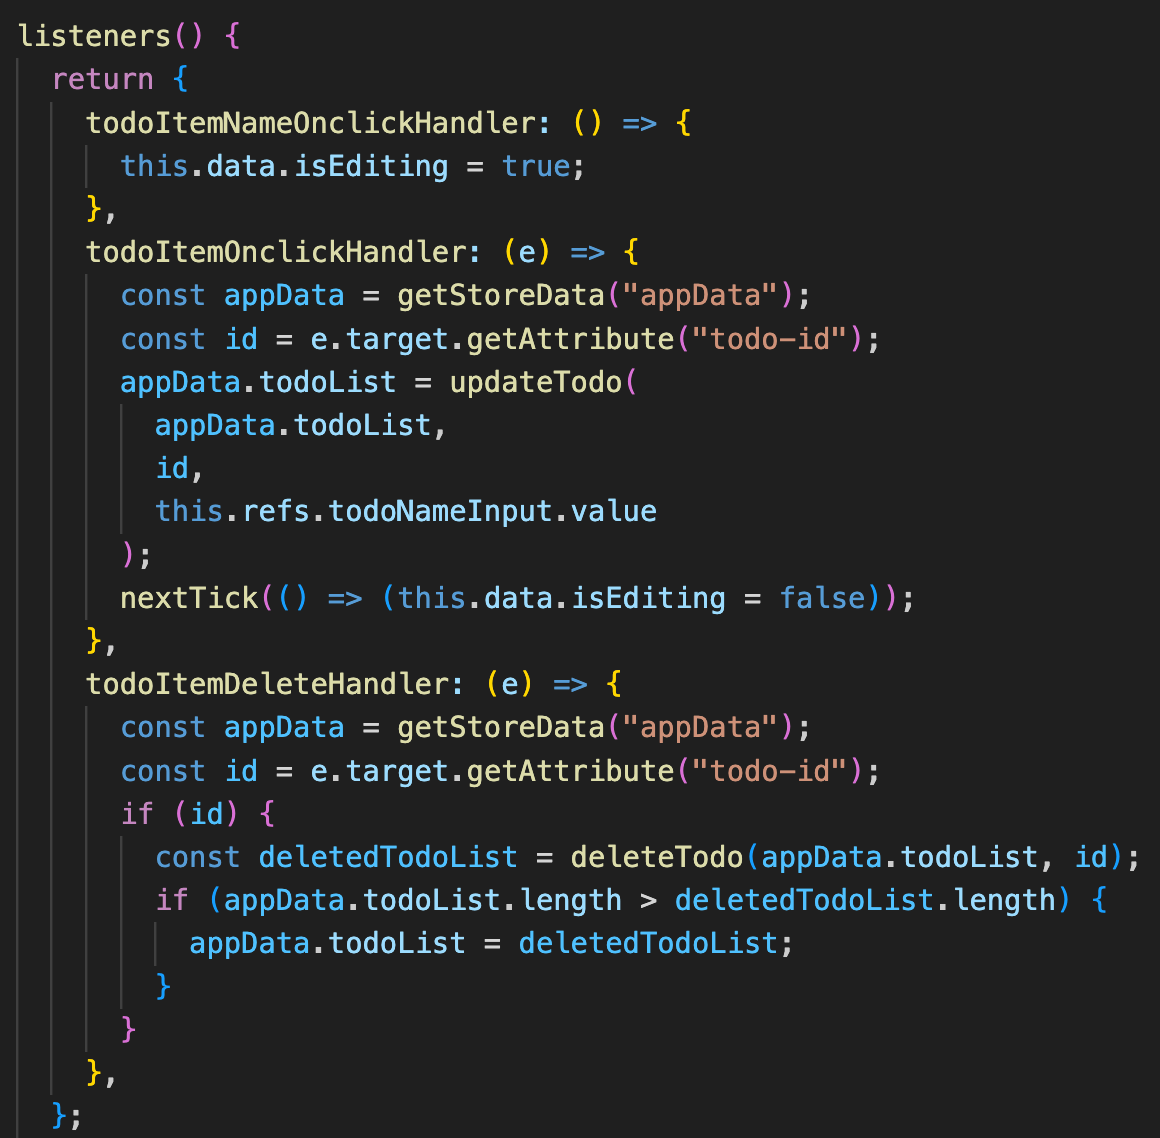 listeners() {
  return {
    todoItemNameOnclickHandler: () => {
      this.data.isEditing = true;
    },
    todoItemOnclickHandler: (e) => {
      const appData = getStoreData("appData");
      const id = e.target.getAttribute("todo-id");
      appData.todoList = updateTodo(
        appData.todoList,
        id,
        this.refs.todoNameInput.value
      );
      nextTick(() => (this.data.isEditing = false));
    },
    todoItemDeleteHandler: (e) => {
      const appData = getStoreData("appData");
      const id = e.target.getAttribute("todo-id");
      if (id) {
        const deletedTodoList = deleteTodo(appData.todoList, id);
        if (appData.todoList.length > deletedTodoList.length) {
          appData.todoList = deletedTodoList;
        }
      }
    },
  };